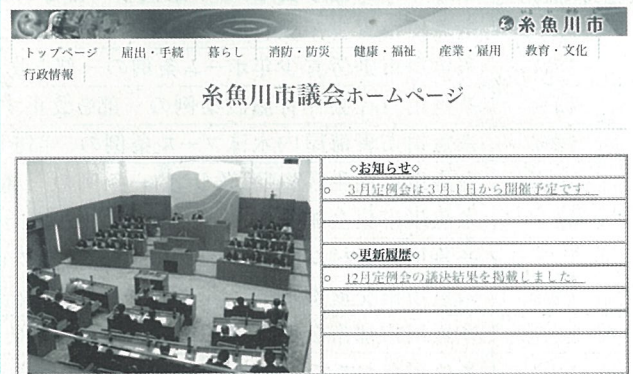 糸魚川市
トップページ 届出・手続 暮らし 消防・防災 健康・福祉 産業・雇用 教育・文化
行政情報
糸魚川市議会ホームページ
◇お知らせ◇
○ 3月定例会は3月1日から開催予定です。
◇更新履歴◇
○ 12月定例会の議決結果を掲載しました。